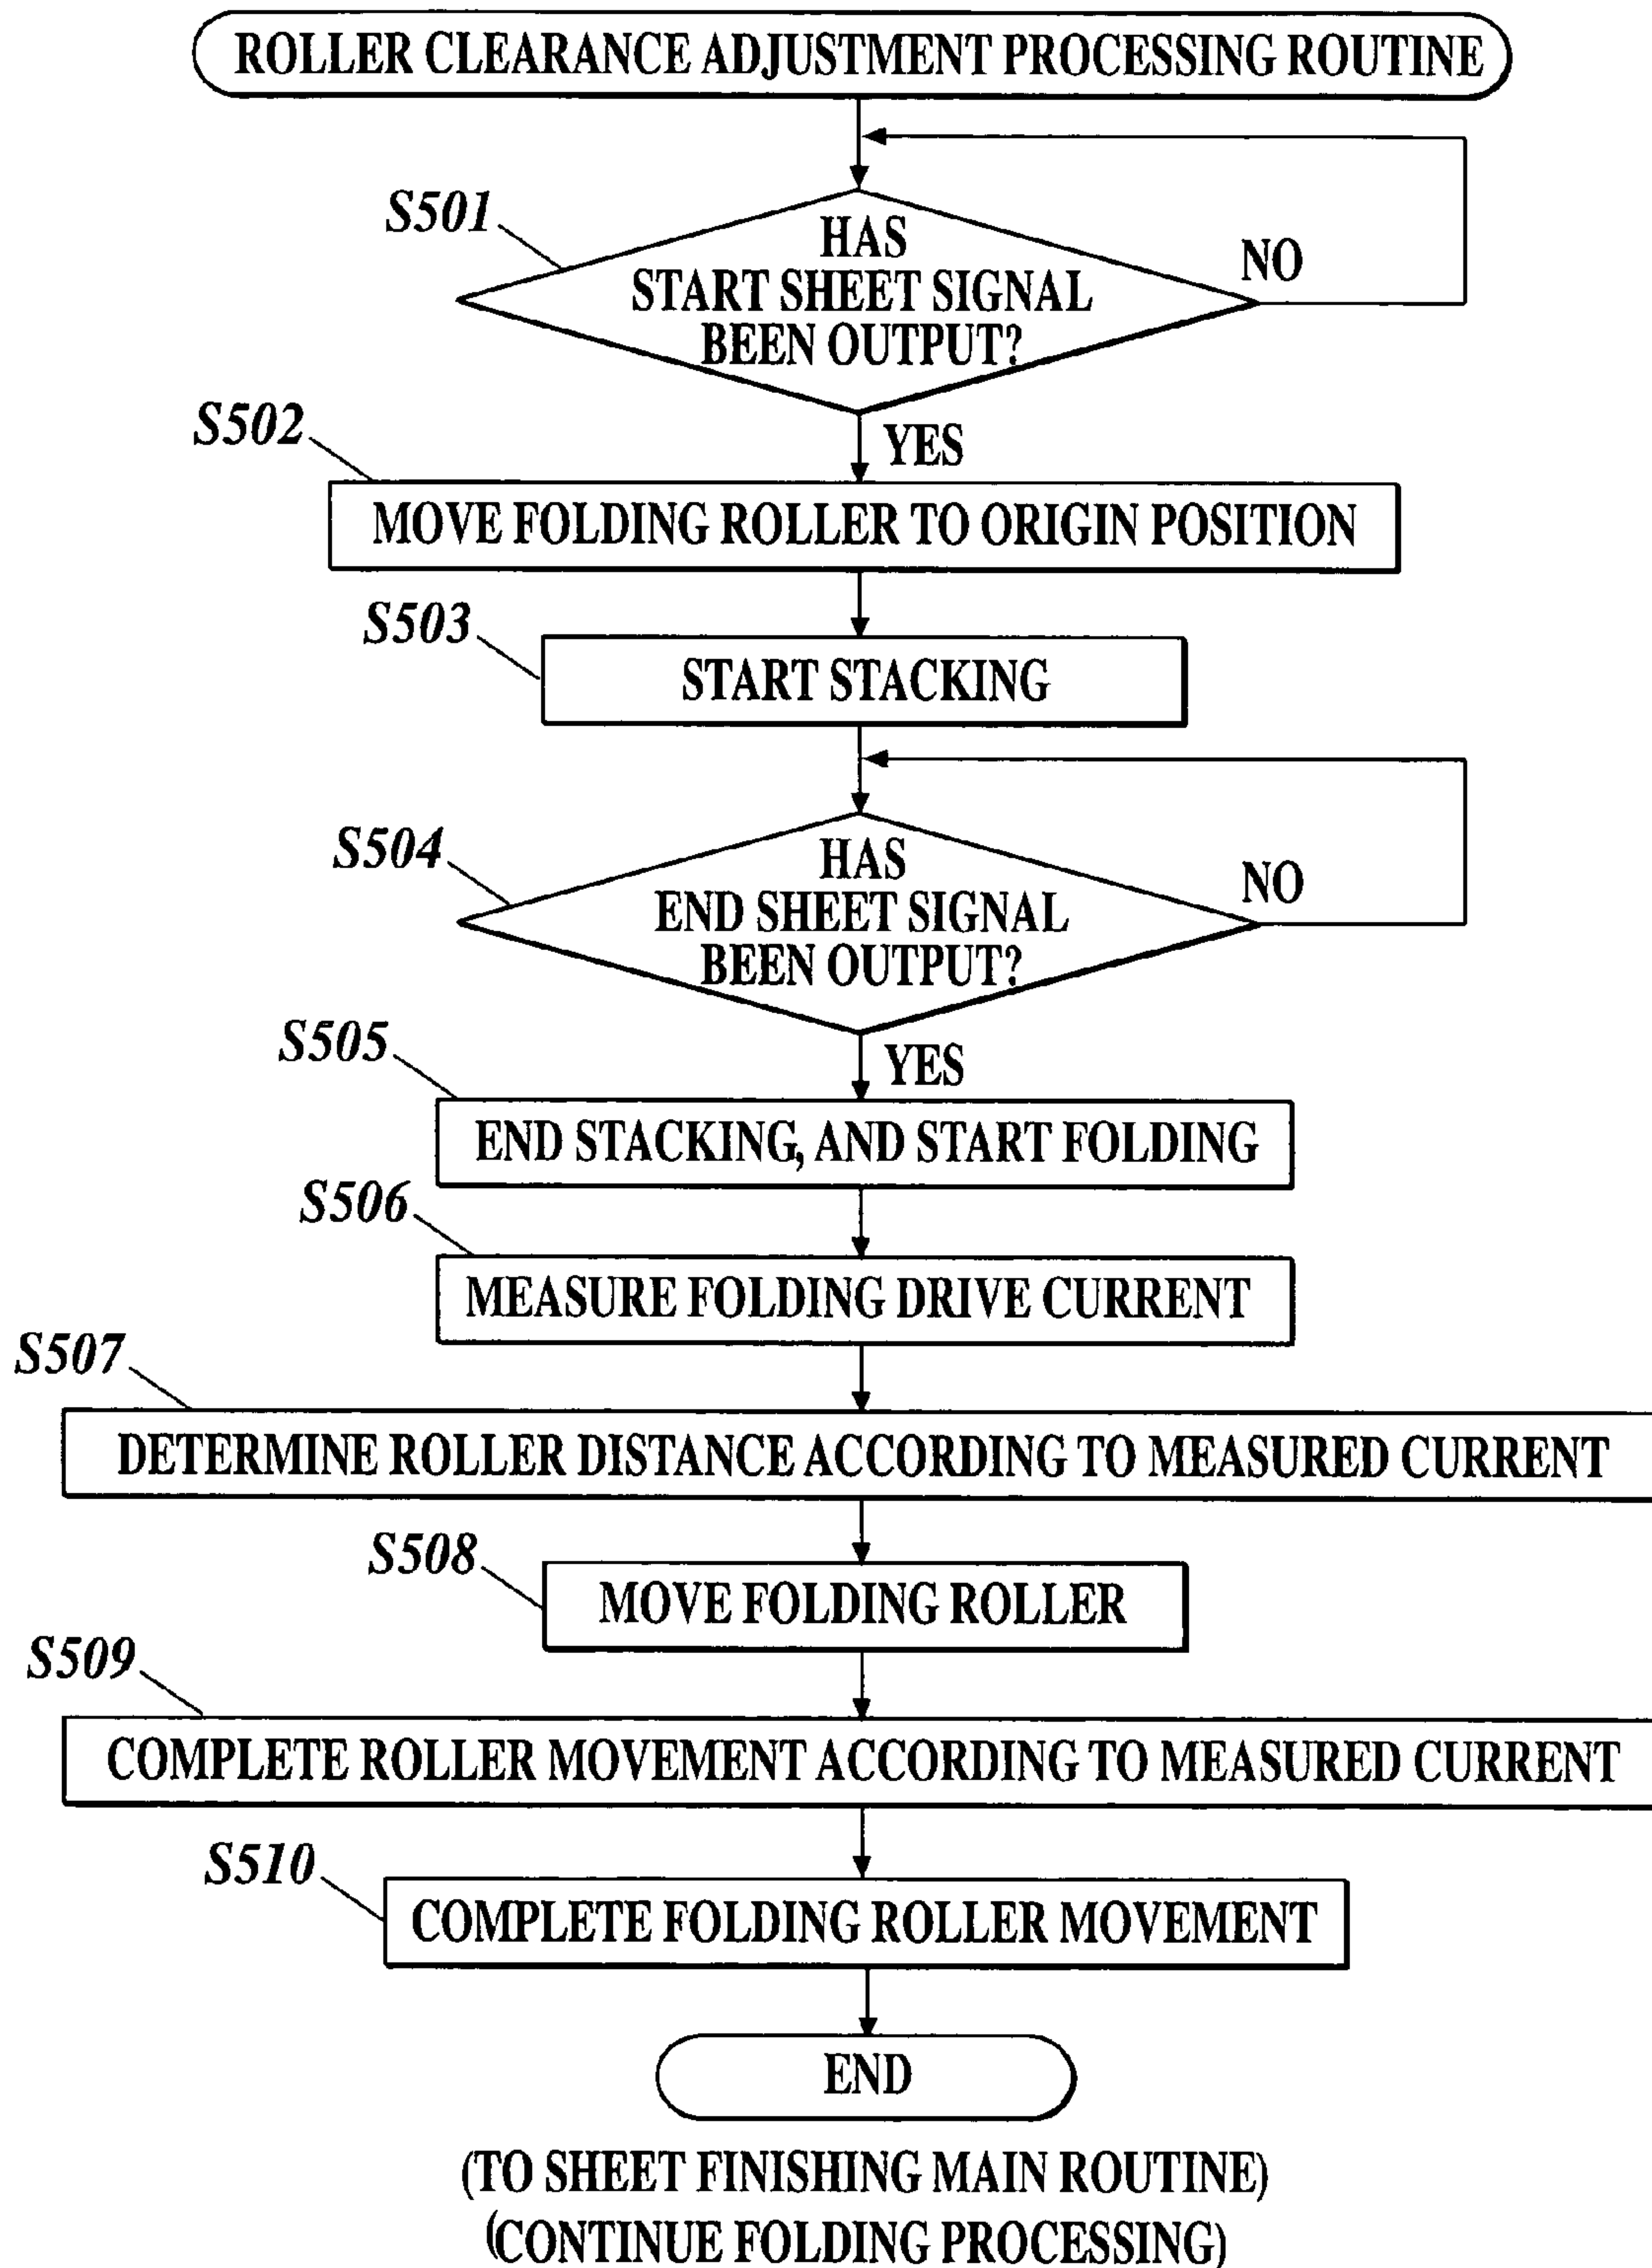 ROLLER CLEARANCE ADJUSTMENT PROCESSING ROUTINE
S501
HAS
START SHEET SIGNAL
BEEN OUTPUT?
NO
YES
S502
MOVE FOLDING ROLLER TO ORIGIN POSITION
S503
START STACKING
S504
HAS
END SHEET SIGNAL
BEEN OUTPUT?
NO
YES
S505
END STACKING, AND START FOLDING
S506
MEASURE FOLDING DRIVE CURRENT
S507
DETERMINE ROLLER DISTANCE ACCORDING TO MEASURED CURRENT
S508
MOVE FOLDING ROLLER
S509
COMPLETE ROLLER MOVEMENT ACCORDING TO MEASURED CURRENT
S510
COMPLETE FOLDING ROLLER MOVEMENT
END
(TO SHEET FINISHING MAIN ROUTINE)
(CONTINUE FOLDING PROCESSING)